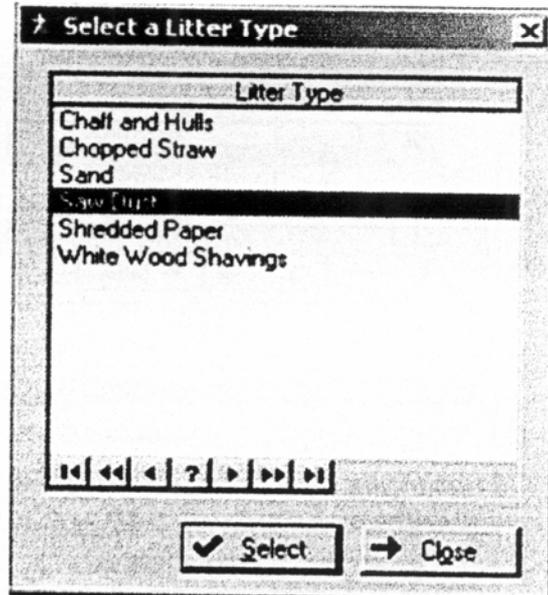 Select a Litter Type
Litter Type
Chaff and Hulls
Chopped Straw
Sand
Saw Dust
Shredded Paper
White Wood Shavings
?
Select
Close